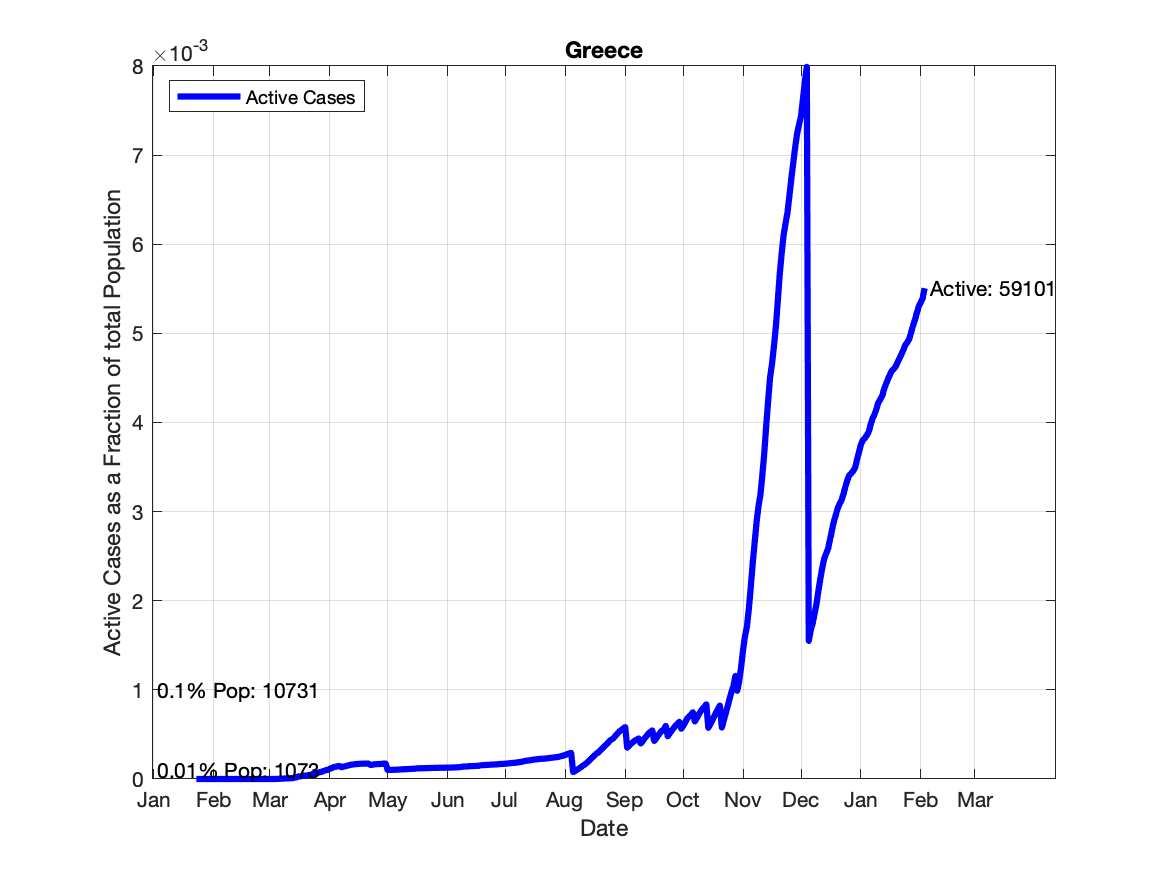 ×10-3
Greece
Active Cases
8
7
6
5
4
3
2
1
0
Active Cases as a Fraction of total Population
Active: 59101
0.1% Pop: 10731
0.01% Pop: 1073
Jan Feb Mar Apr May Jun Jul Aug Sep Oct Nov Dec Jan Feb Mar
Date